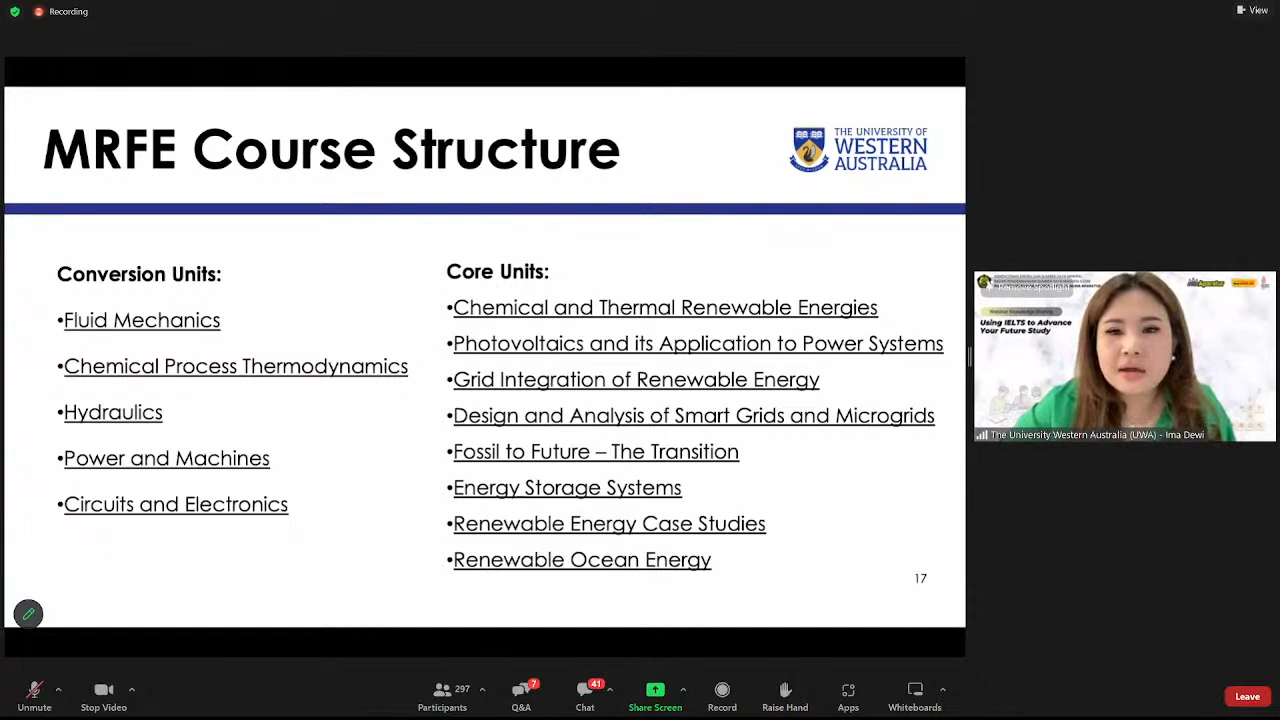 Recording
View
MRFE Course Structure
THE UNIVERSITY OF
WESTERN
AUSTRALIA
Conversion Units:
•Fluid Mechanics
•Chemical Process Thermodynamics
•Hydraulics
•Power and Machines
•Circuits and Electronics
Core Units:
•Chemical and Thermal Renewable Energies
•Photovoltaics and its Application to Power Systems
•Grid Integration of Renewable Energy
•Design and Analysis of Smart Grids and Microgrids
•Fossil to Future – The Transition
•Energy Storage Systems
•Renewable Energy Case Studies
•Renewable Ocean Energy
17
Webinar Knowledge Sharing
Using IELTS to Advance
Your Future Study
The University Western Australia (UWA) - Ima Dewi
Unmute
Stop Video
297
Participants
7
Q&A
41
Chat
Share Screen
Record
Raise Hand
Apps
Whiteboards
Leave